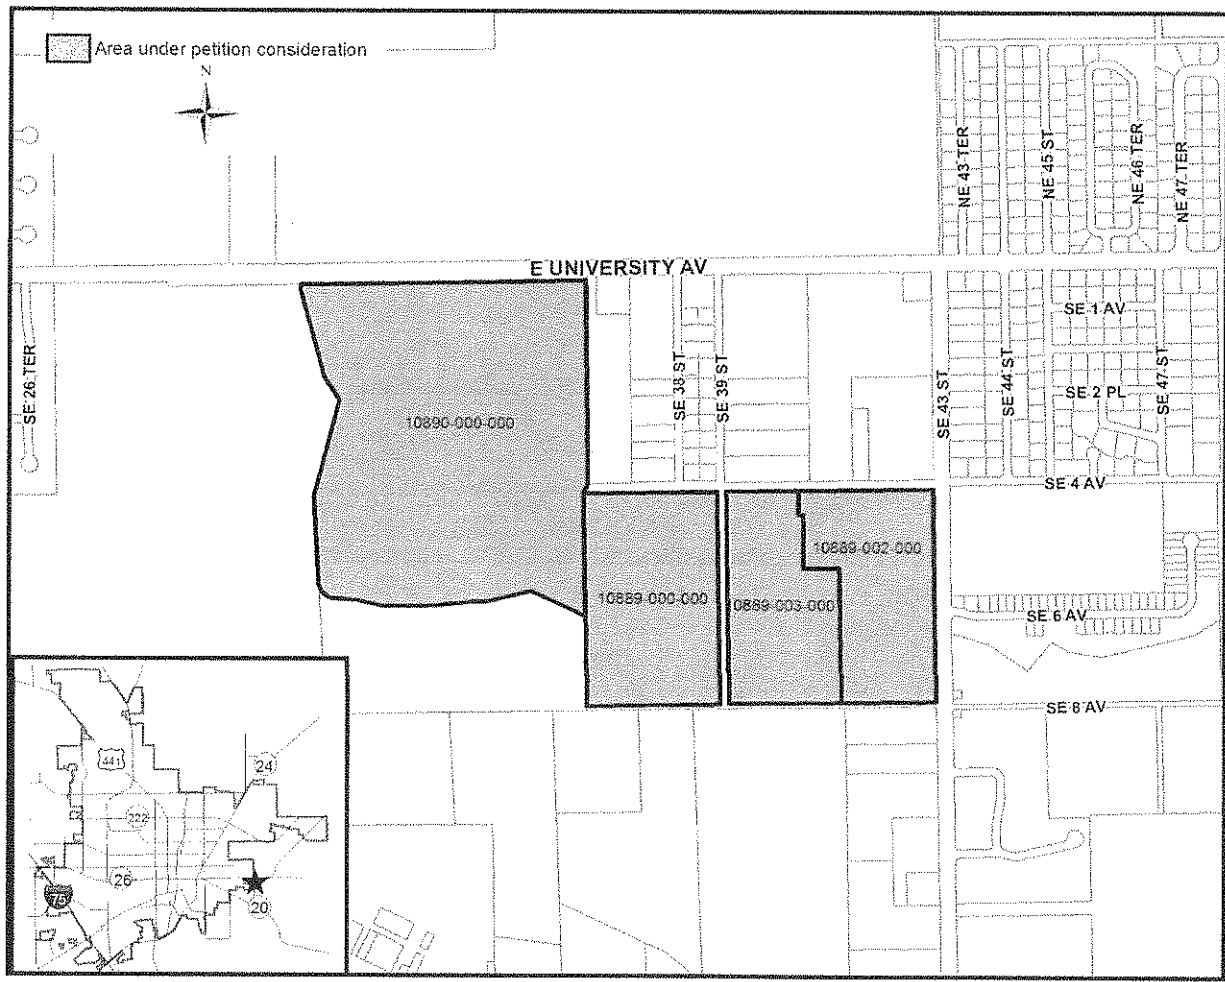 Area under petition consideration
N
NE 43 TER
NE 45 ST
NE 46 TER
NE 47 TER
E UNIVERSITY AV
SE 1 AV
SE 26 TER
SE 38 ST
SE 39 ST
SE 43 ST
SE 44 ST
SE 2 PL
SE 47 ST
10890-000-000
SE 4 AV
10889-002-000
10889-000-000
0889-003-000
SE 6 AV
SE 8 AV
441
24
222
26
75
20